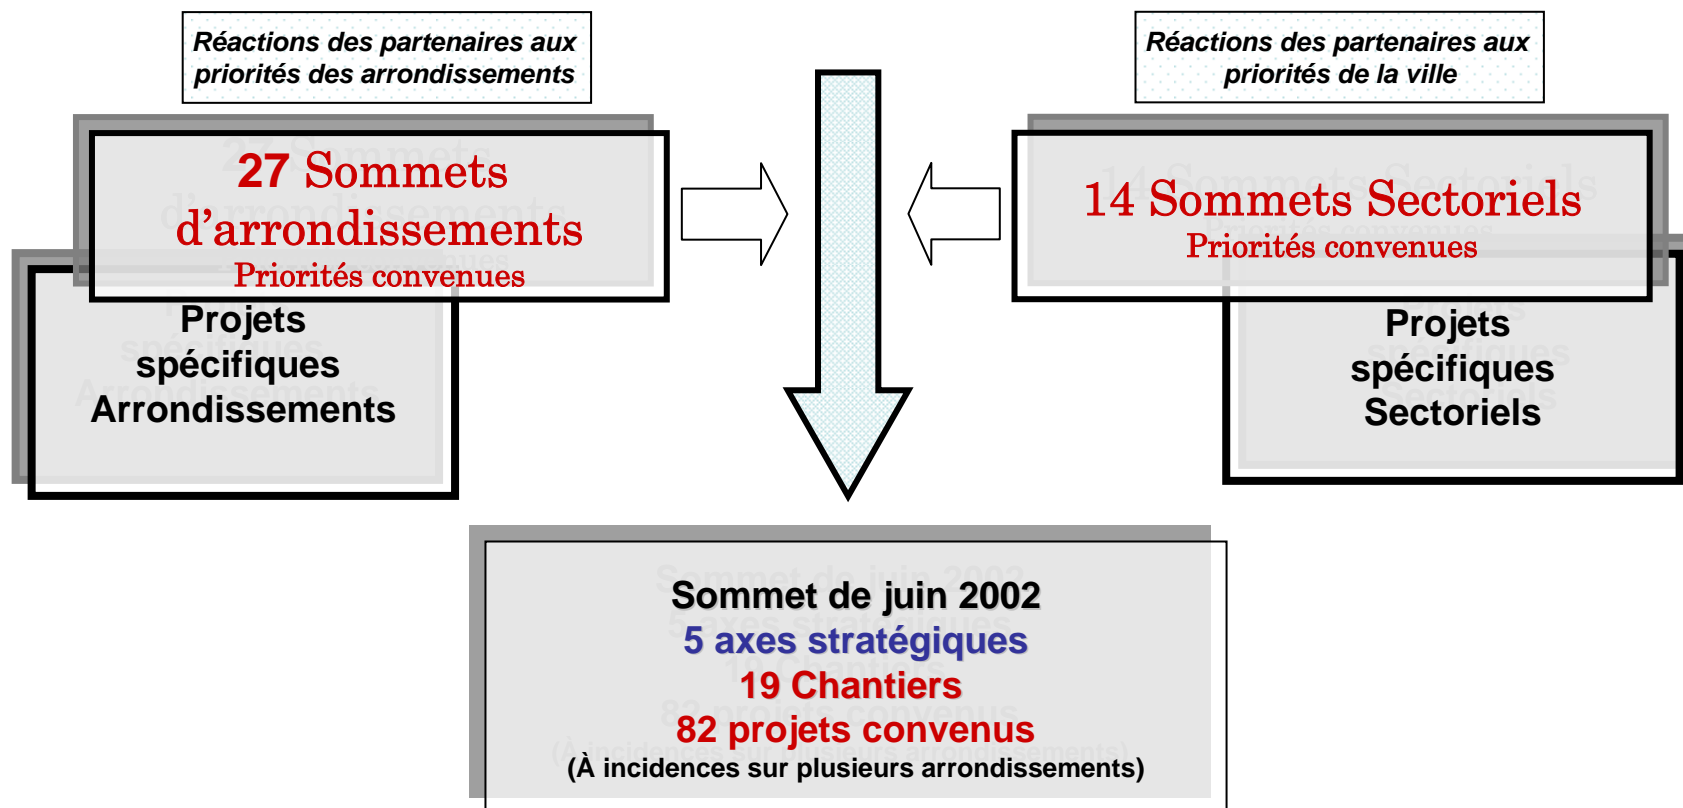 Réactions des partenaires aux
priorités des arrondissements
27 Sommets
d’arrondissements
Priorités convenues
Projets
spécifiques
Arrondissements
Réactions des partenaires aux
priorités de la ville
14 Sommets Sectoriels
Priorités convenues
Projets
spécifiques
Sectoriels
Sommet de juin 2002
5 axes stratégiques
19 Chantiers
82 projets convenus
(À incidences sur plusieurs arrondissements)